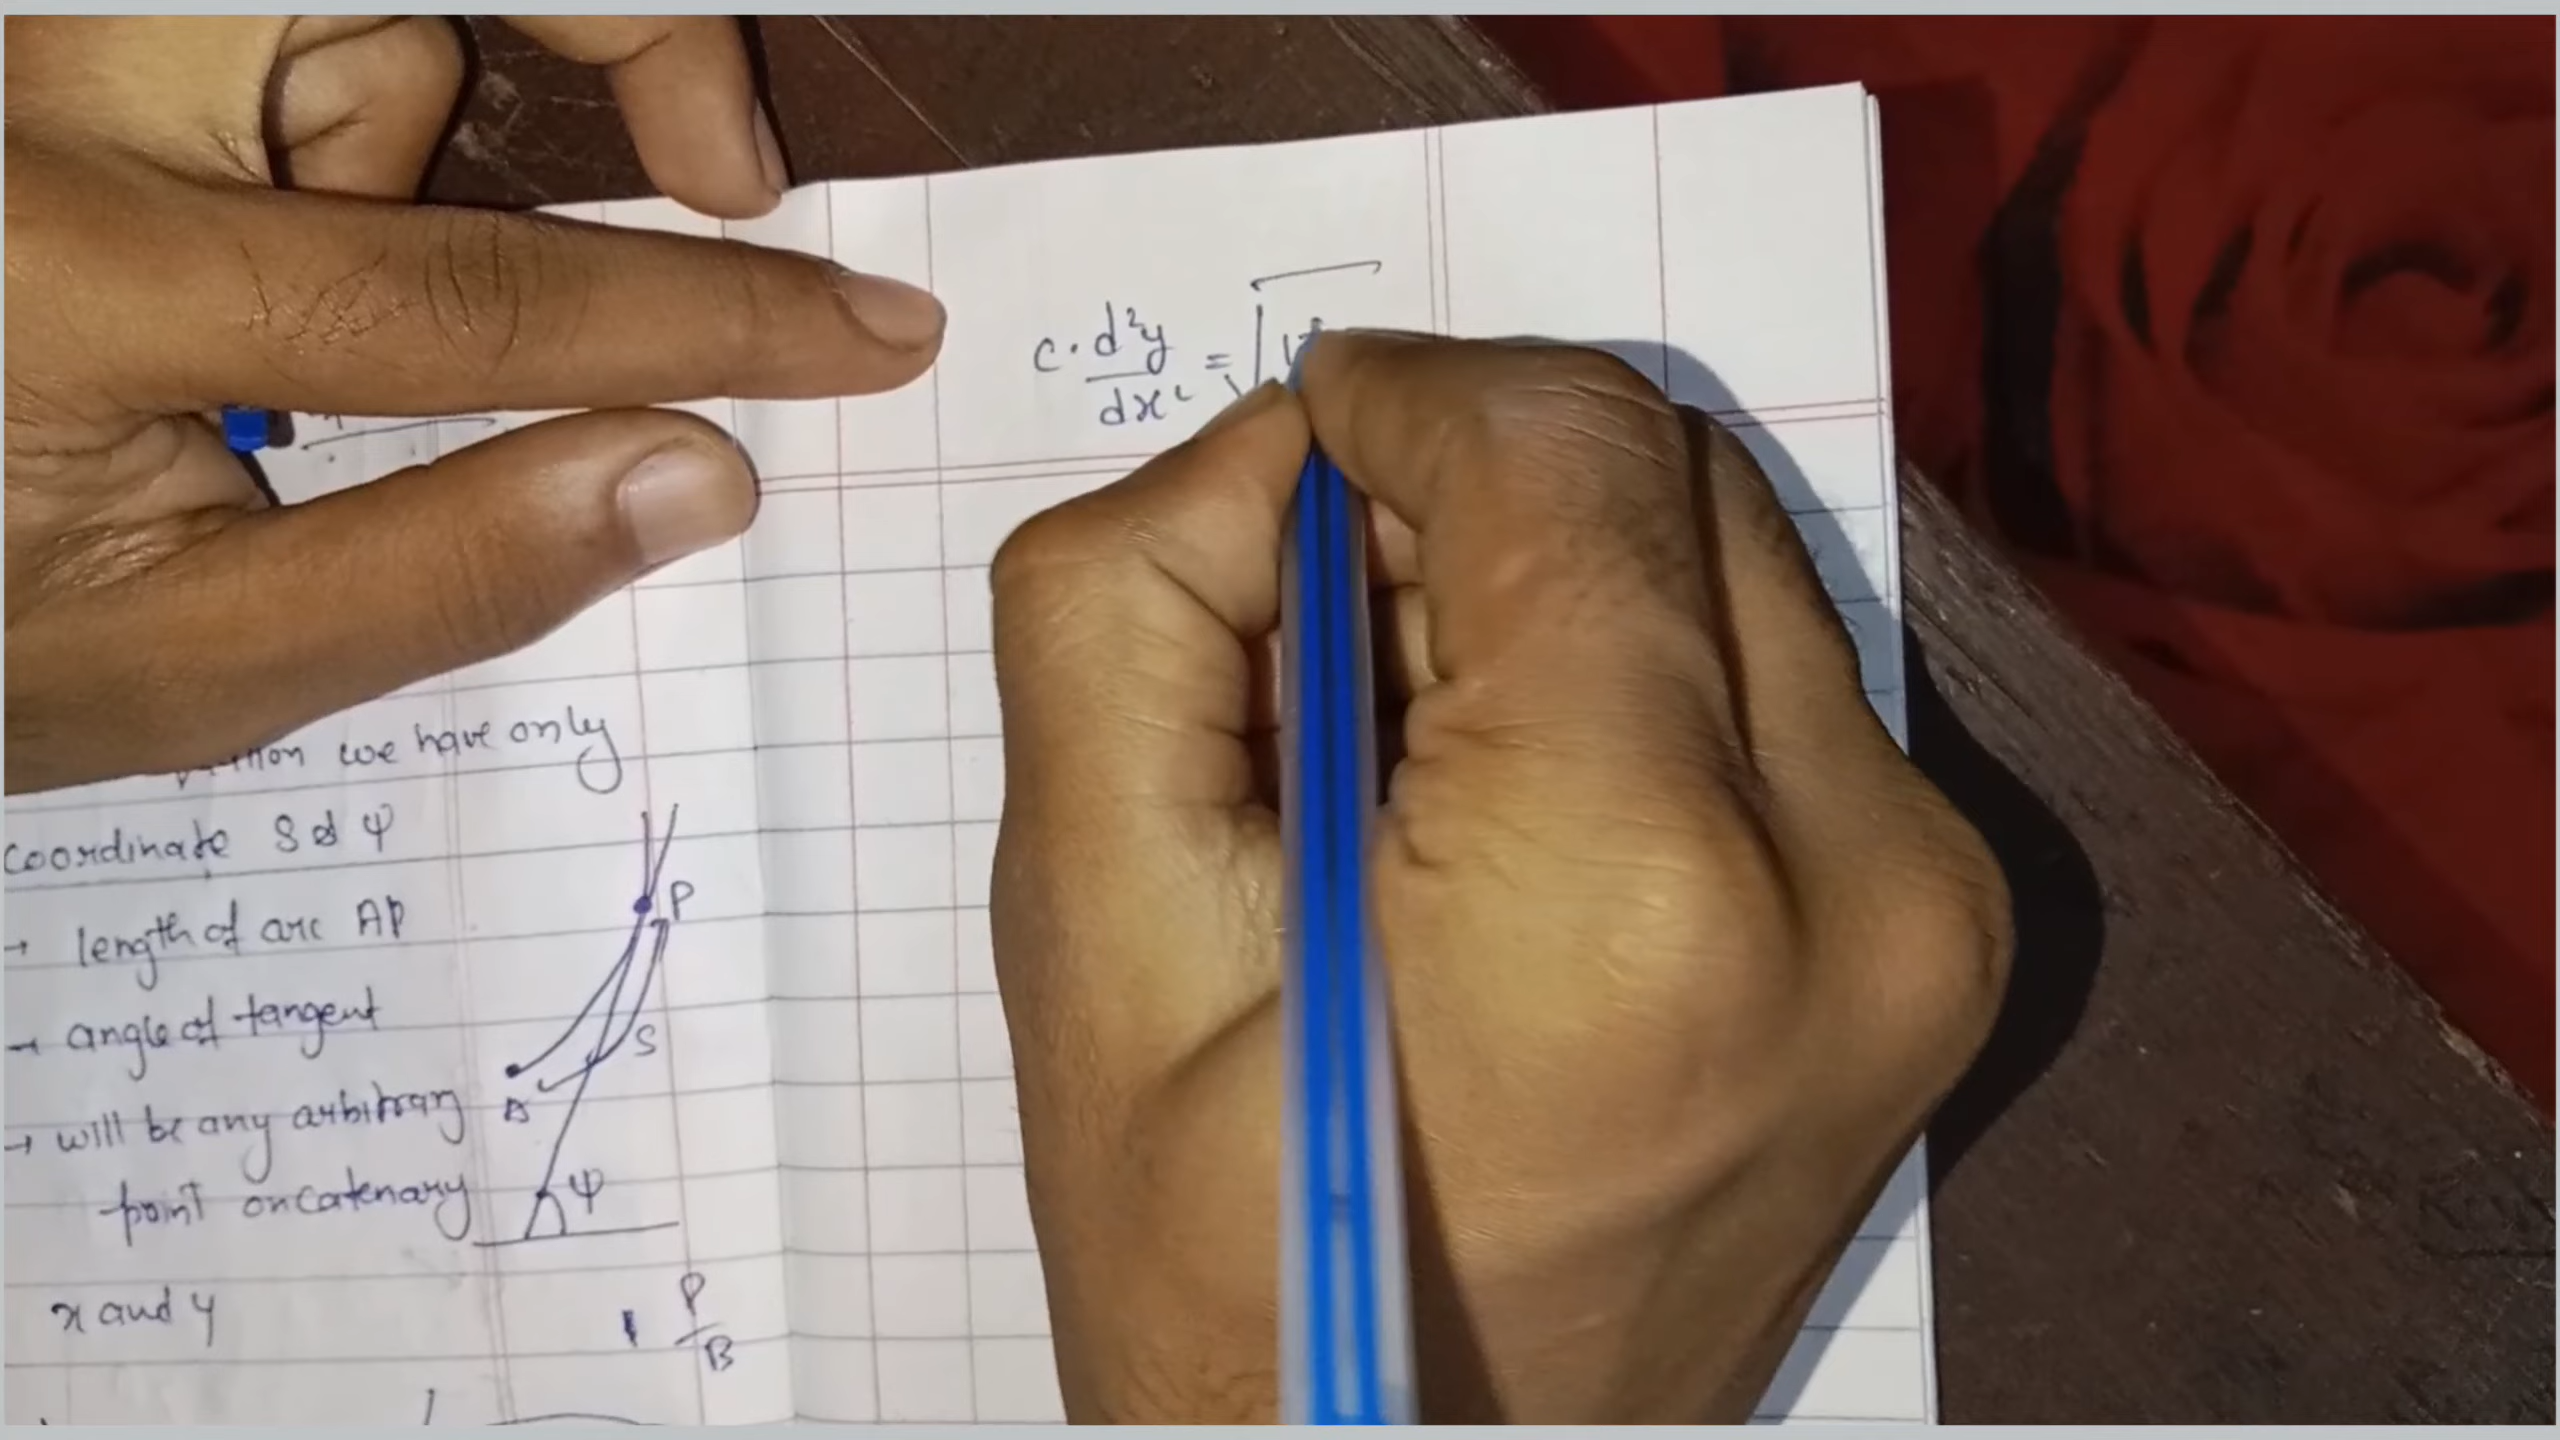 c. d²y/dx² = √1+
we have only
coordinate S & ψ
→ length of arc AP
→ angle of tangent
→ will be any arbitrary
point on catenary
x and y
P
S
A
ψ
P
B